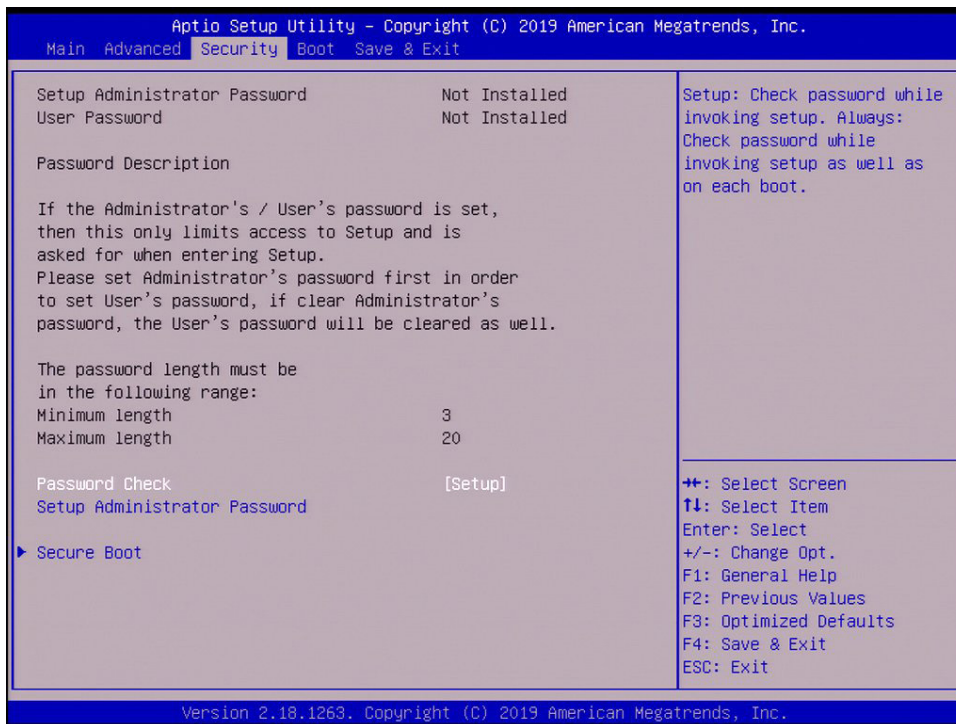 Aptio Setup Utility – Copyright (C) 2019 American Megatrends, Inc.
Main Advanced Security Boot Save & Exit
Setup Administrator Password Not Installed
User Password Not Installed
Password Description
If the Administrator's / User's password is set,
then this only limits access to Setup and is
asked for when entering Setup.
Please set Administrator's password first in order
to set User's password, if clear Administrator's
password, the User's password will be cleared as well.
The password length must be
in the following range:
Minimum length 3
Maximum length 20
Password Check [Setup]
Setup Administrator Password
Secure Boot
Setup: Check password while
invoking setup. Always:
Check password while
invoking setup as well as
on each boot.
→←: Select Screen
↑↓: Select Item
Enter: Select
+/-: Change Opt.
F1: General Help
F2: Previous Values
F3: Optimized Defaults
F4: Save & Exit
ESC: Exit
Version 2.18.1263. Copyright (C) 2019 American Megatrends, Inc.